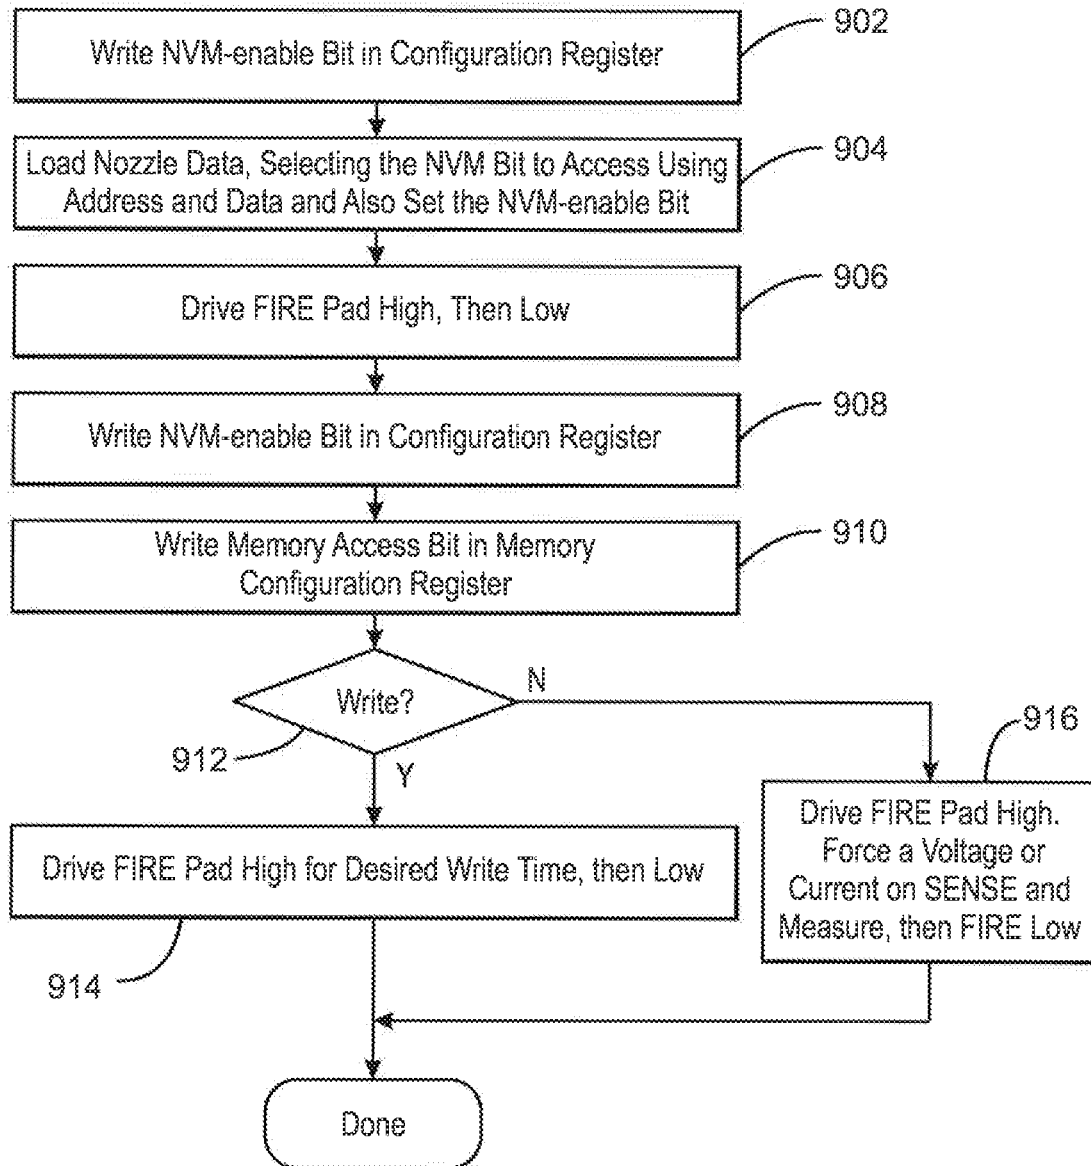 902
Write NVM-enable Bit in Configuration Register
904
Load Nozzle Data, Selecting the NVM Bit to Access Using
Address and Data and Also Set the NVM-enable Bit
906
Drive FIRE Pad High, Then Low
908
Write NVM-enable Bit in Configuration Register
910
Write Memory Access Bit in Memory
Configuration Register
Write?
N
912
Y
916
Drive FIRE Pad High.
Force a Voltage or
Current on SENSE and
Measure, then FIRE Low
Drive FIRE Pad High for Desired Write Time, then Low
914
Done